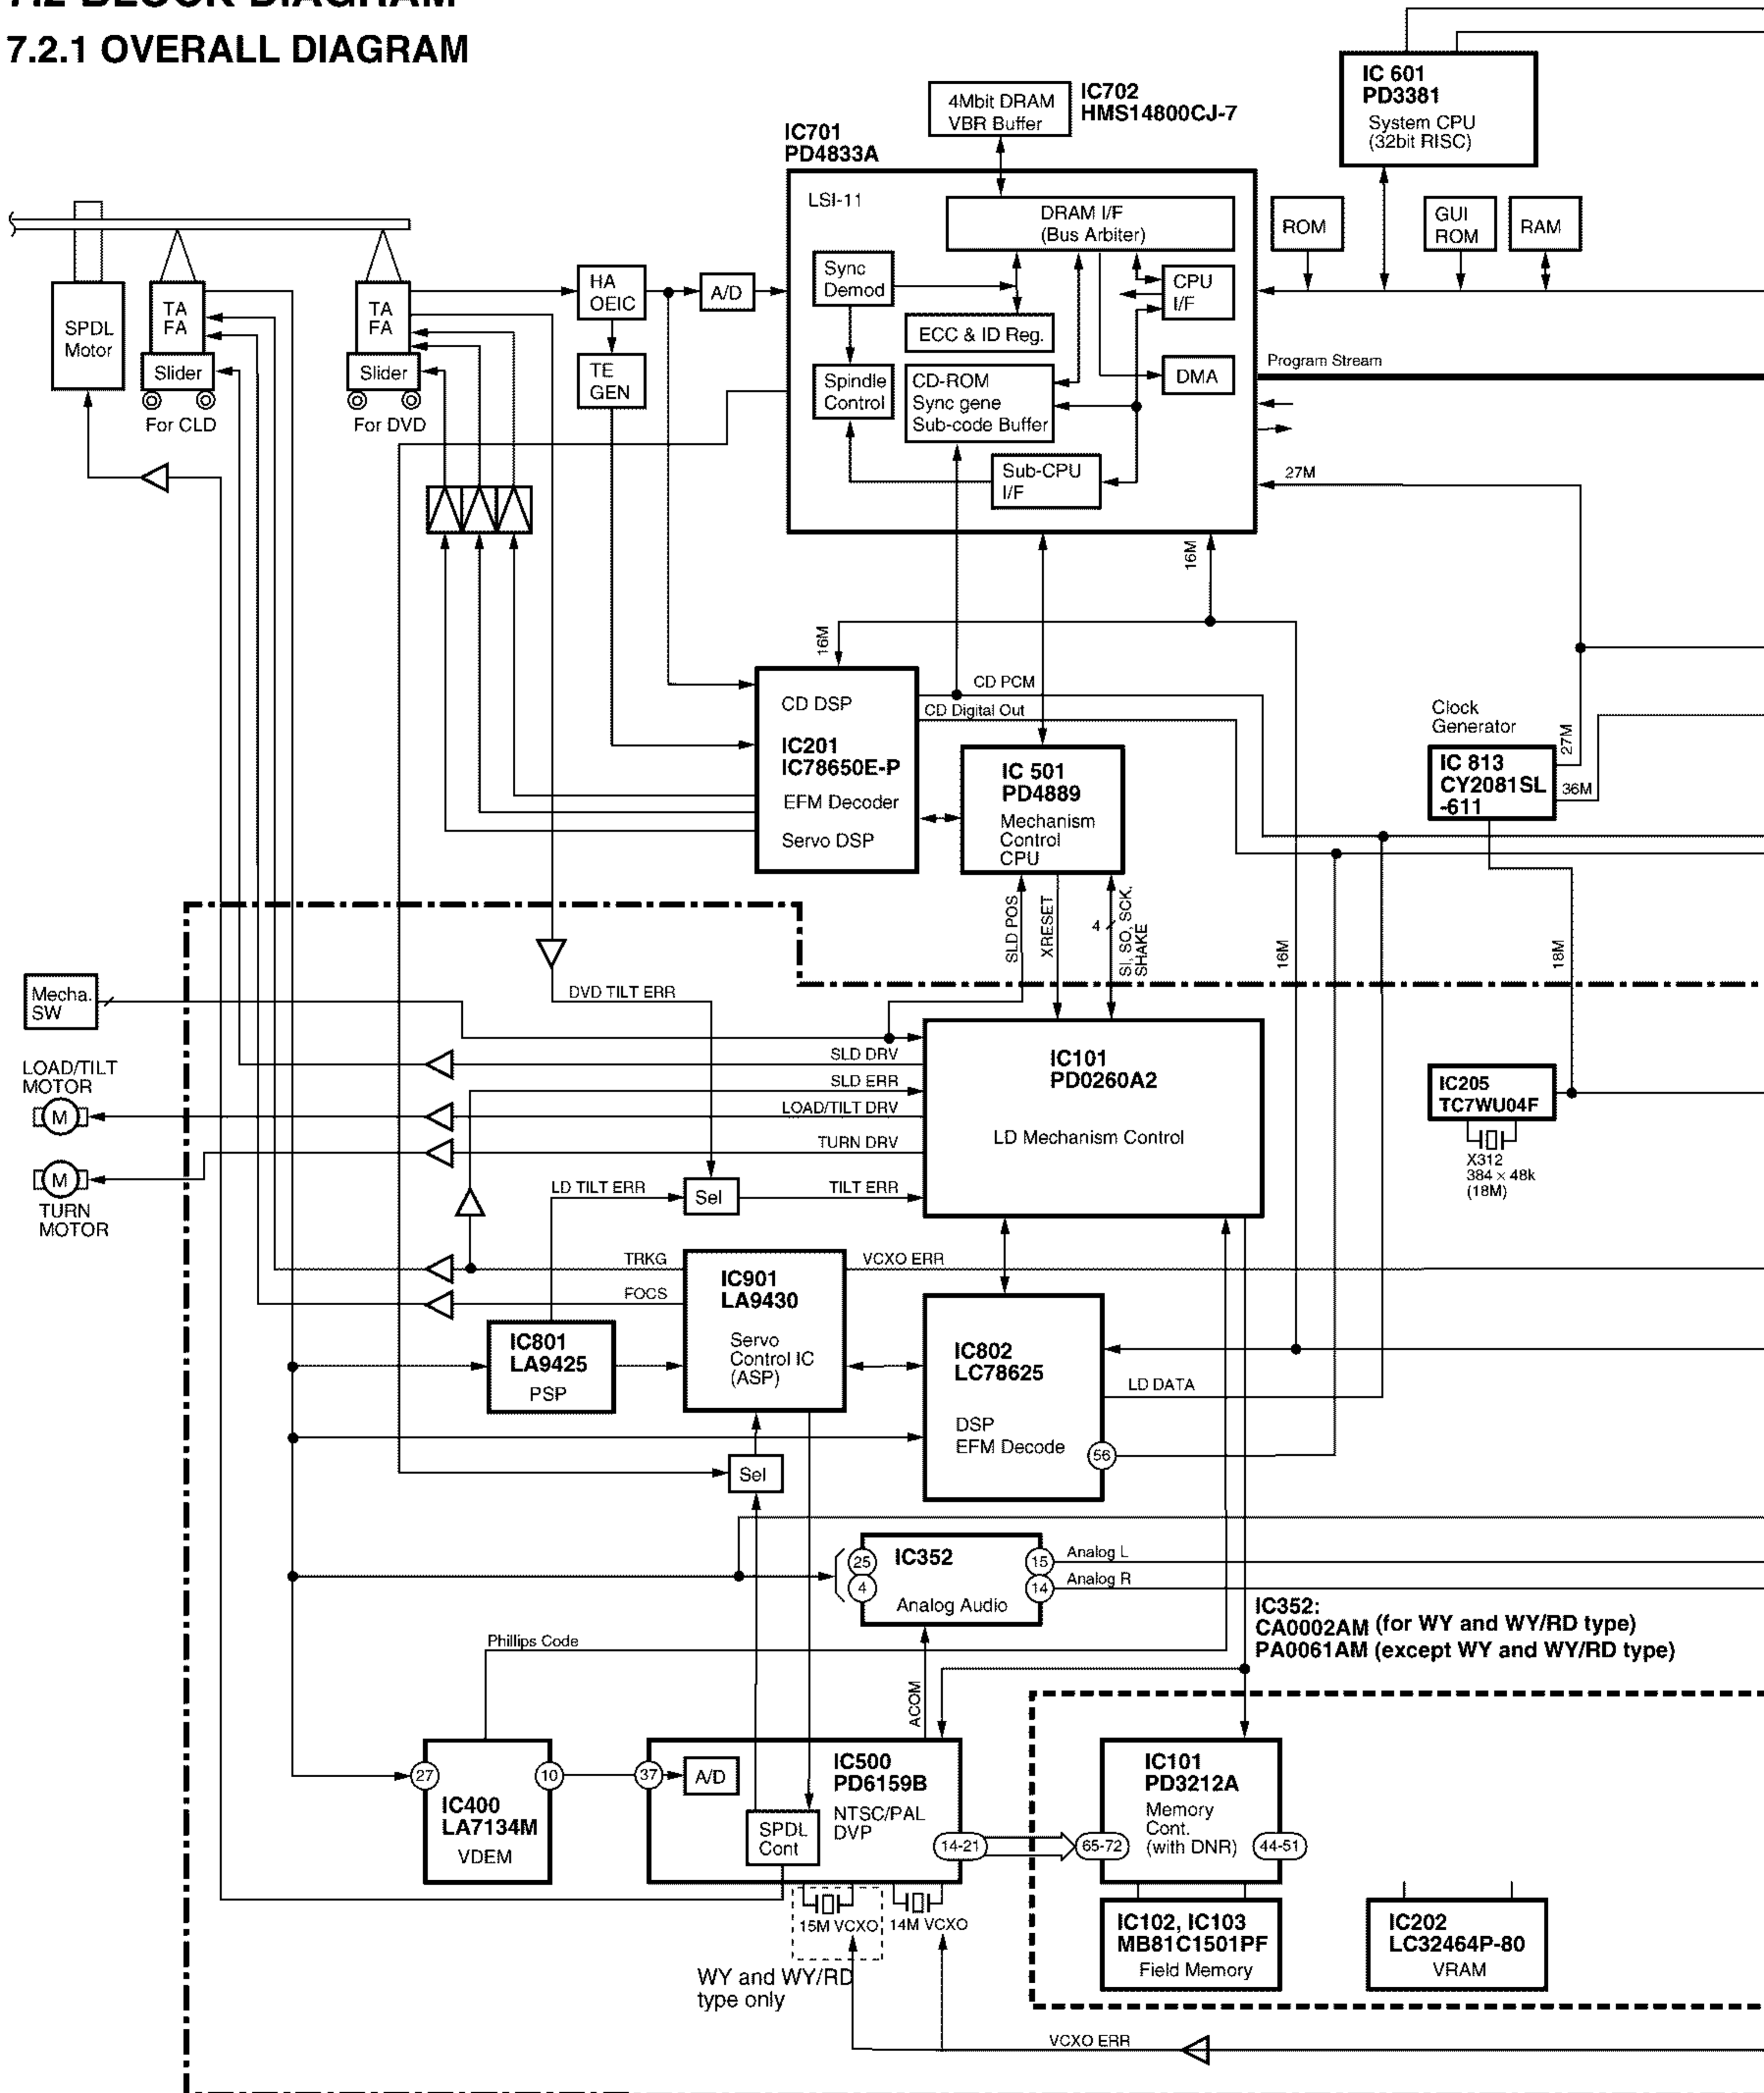 7.2 BLOCK DIAGRAM
7.2.1 OVERALL DIAGRAM
IC 601
PD3381
System CPU
(32bit RISC)
4Mbit DRAM
VBR Buffer
IC702
HMS14800CJ-7
IC701
PD4833A
LSI-11
DRAM I/F
(Bus Arbiter)
Sync
Demod
CPU
I/F
ECC & ID Reg.
Spindle
Control
CD-ROM
Sync gene
Sub-code Buffer
DMA
Sub-CPU
I/F
ROM
GUI
ROM
RAM
Program Stream
27M
16M
SPDL
Motor
TA
FA
Slider
For CLD
TA
FA
Slider
For DVD
HA
OEIC
A/D
TE
GEN
16M
CD DSP
IC201
IC78650E-P
EFM Decoder
Servo DSP
CD PCM
CD Digital Out
IC 501
PD4889
Mechanism
Control
CPU
Clock
Generator
IC 813
CY2081SL
-611
27M
36M
SLD POS
XRESET
4
SI, SO, SCK,
SHAKE
16M
18M
Mecha.
SW
DVD TILT ERR
LOAD/TILT
MOTOR
M
M
TURN
MOTOR
SLD DRV
SLD ERR
LOAD/TILT DRV
TURN DRV
LD TILT ERR
Sel
TILT ERR
IC101
PD0260A2
LD Mechanism Control
IC205
TC7WU04F
X312
384 × 48k
(18M)
TRKG
FOCS
VCXO ERR
IC901
LA9430
Servo
Control IC
(ASP)
IC801
LA9425
PSP
IC802
LC78625
DSP
EFM Decode
56
LD DATA
Sel
25
4
IC352
Analog Audio
15
14
Analog L
Analog R
IC352:
CA0002AM (for WY and WY/RD type)
PA0061AM (except WY and WY/RD type)
Phillips Code
ACOM
27
10
IC400
LA7134M
VDEM
37
A/D
IC500
PD6159B
NTSC/PAL
DVP
SPDL
Cont
14-21
65-72
IC101
PD3212A
Memory
Cont.
(with DNR)
44-51
15M VCXO
14M VCXO
WY and WY/RD
type only
IC102, IC103
MB81C1501PF
Field Memory
IC202
LC32464P-80
VRAM
VCXO ERR